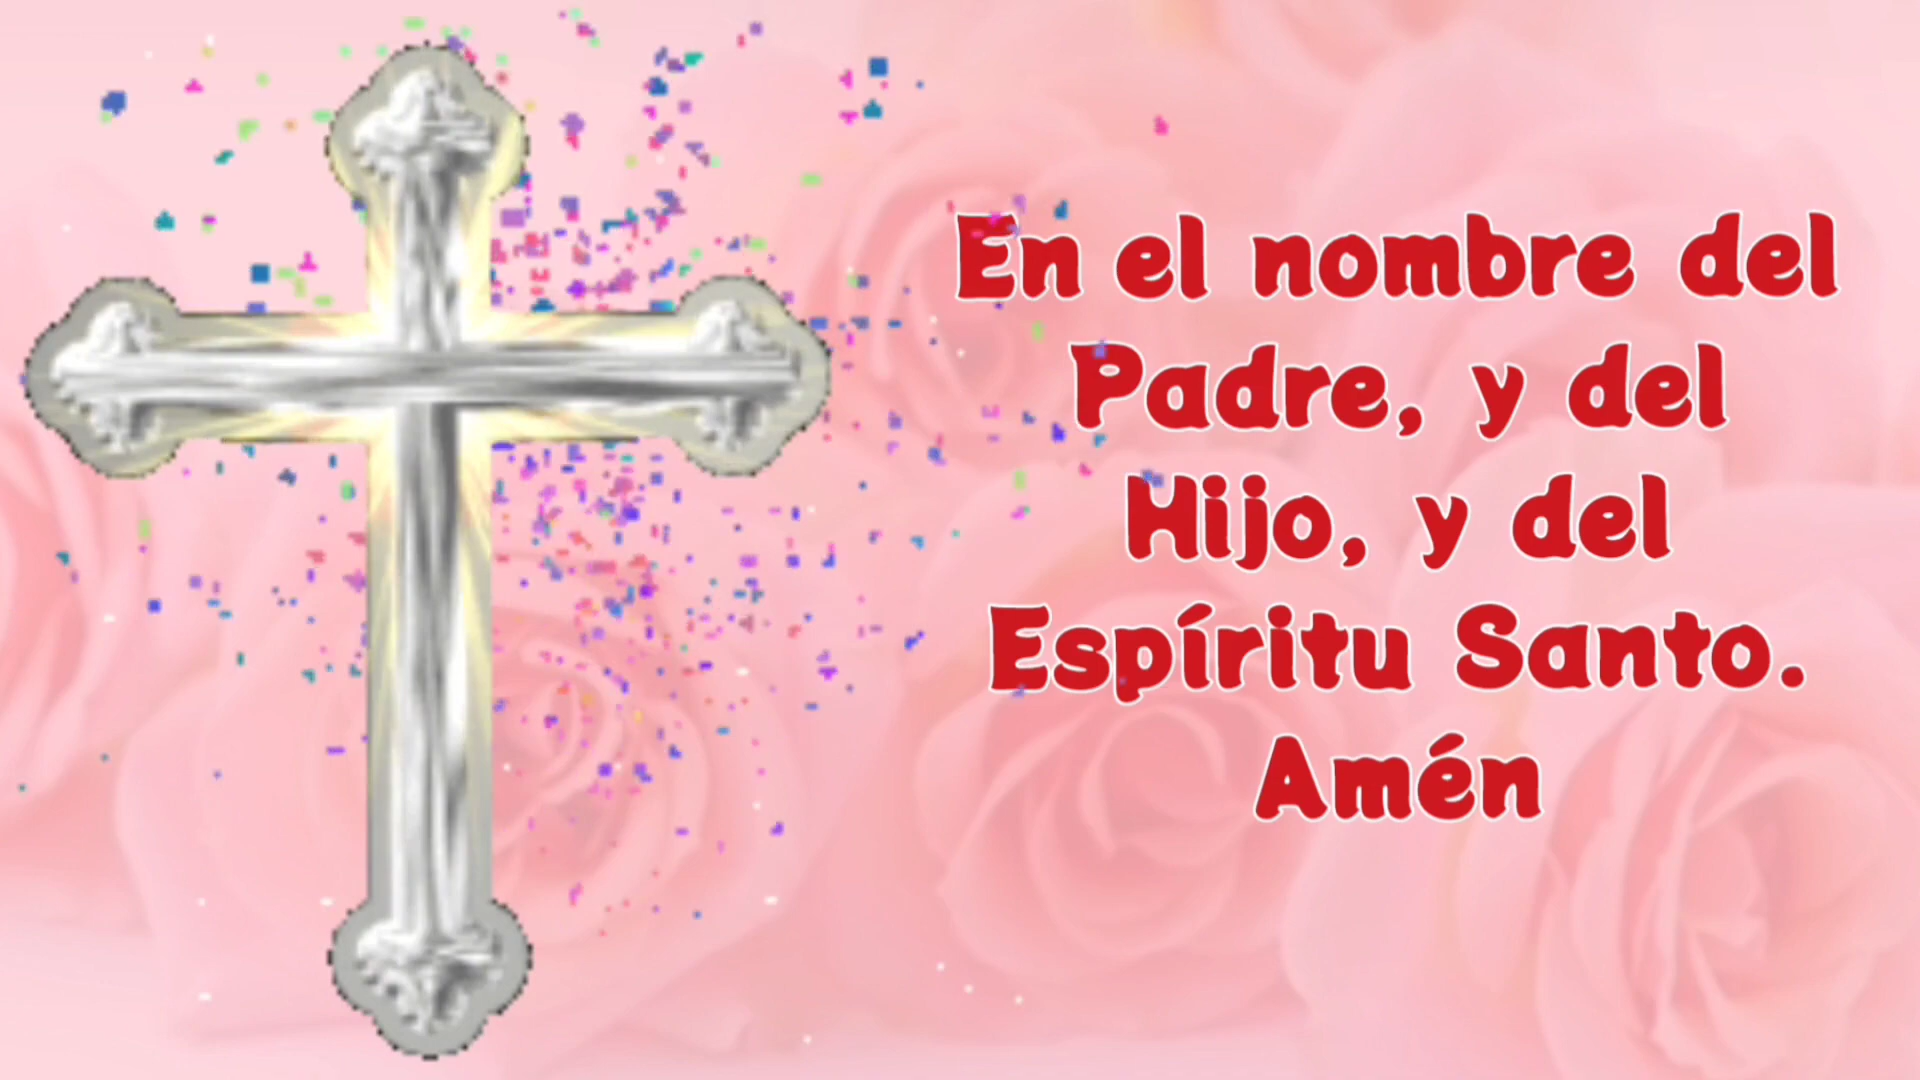 En el nombre del
Padre, y del
Hijo, y del
Espíritu Santo.
Amén